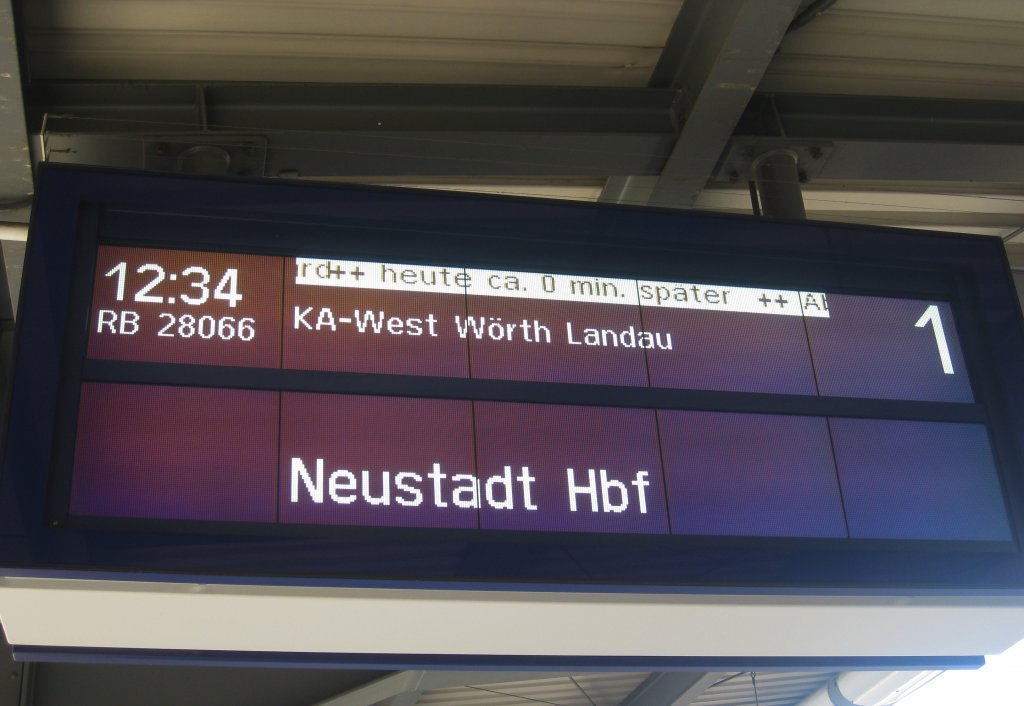 12:34
rd++ heute ca. 0 min. später ++
RB 28066
KA-West Wörth Landau
1
Neustadt Hbf